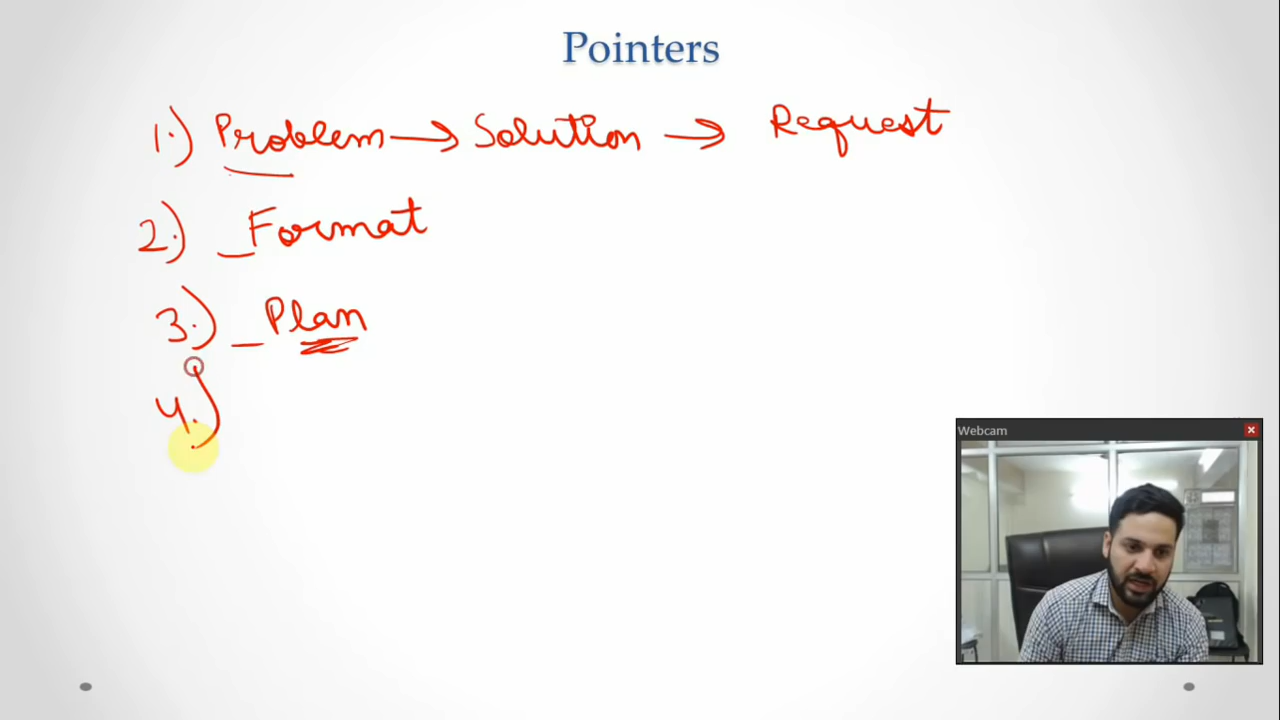 Pointers
1.) Problem → Solution → Request
2.) _Format
3.) _Plan
4.)
Webcam